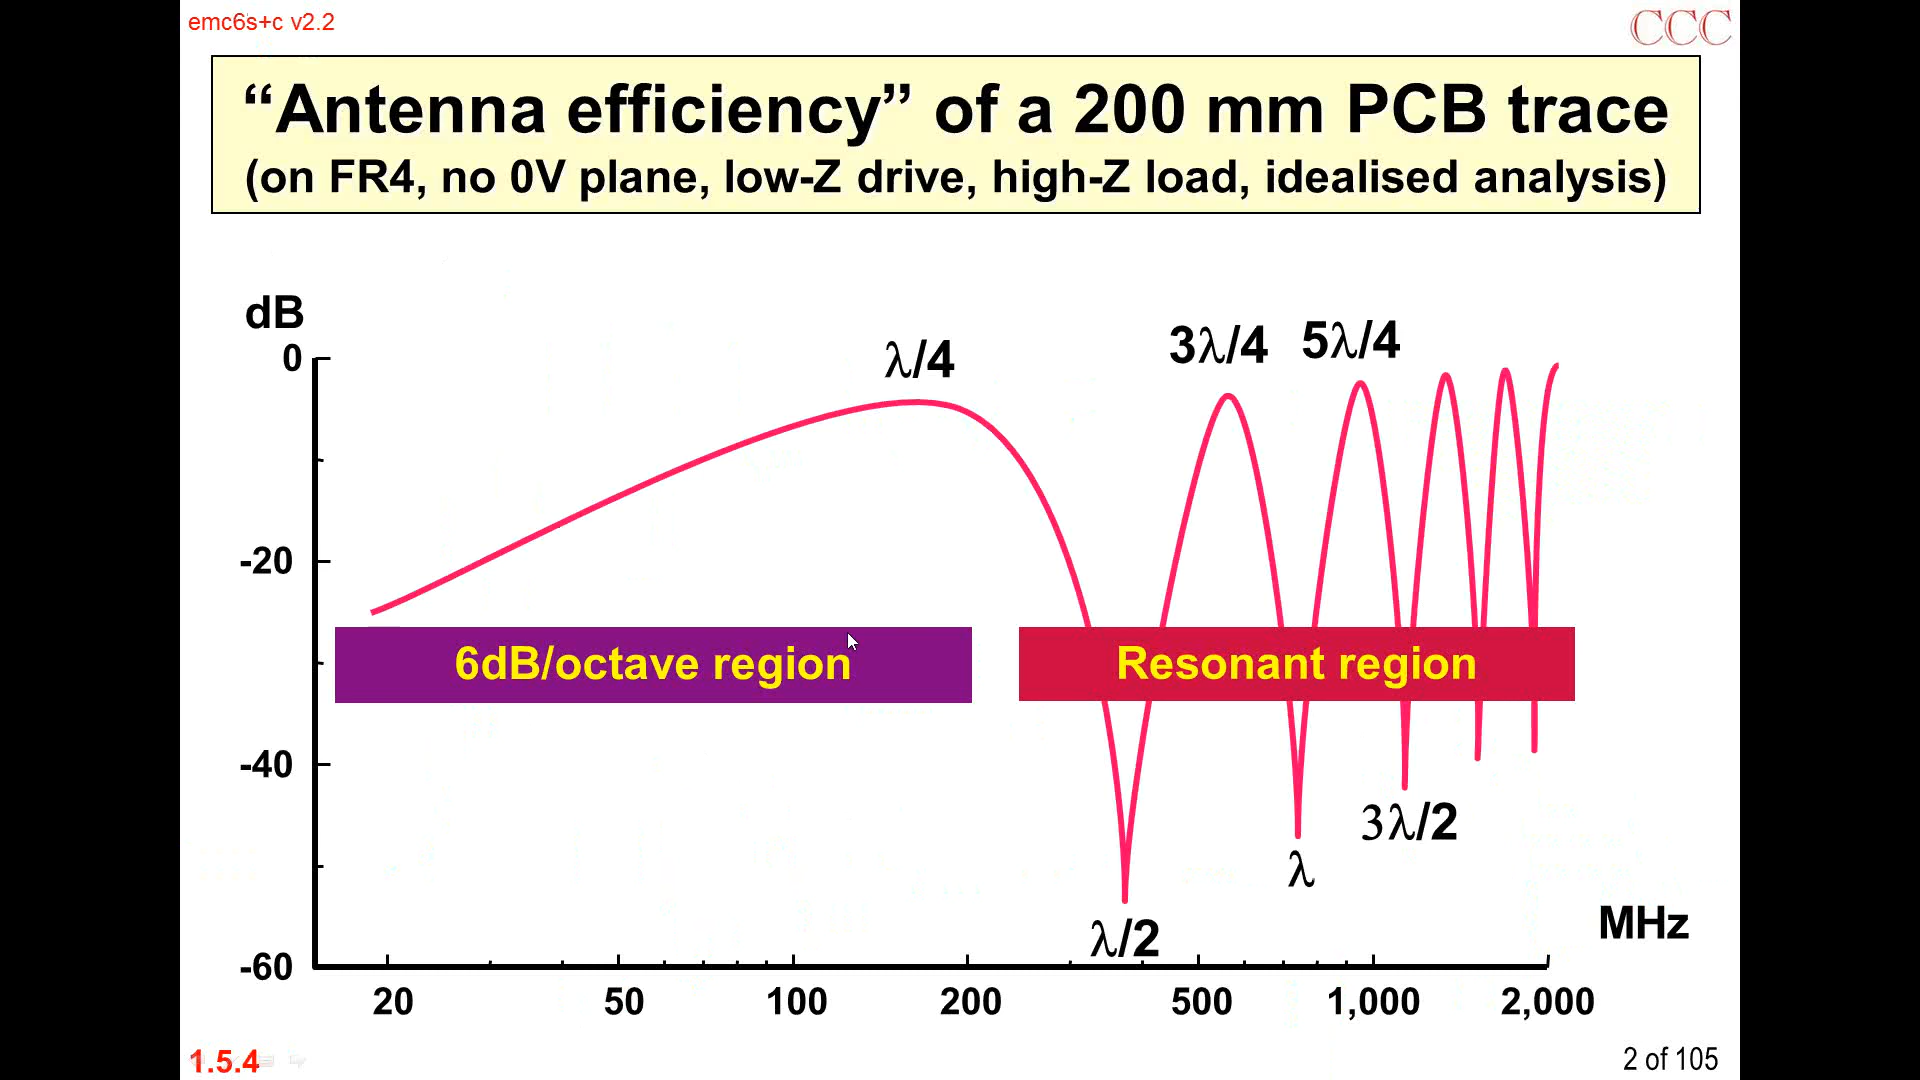 emc6s+c v2.2
CCC
“Antenna efficiency” of a 200 mm PCB trace
(on FR4, no 0V plane, low-Z drive, high-Z load, idealised analysis)
dB
0
-20
-40
-60
λ/4
3λ/4
5λ/4
6dB/octave region
Resonant region
3λ/2
λ
λ/2
MHz
20 50 100 200 500 1,000 2,000
1.5.4
2 of 105